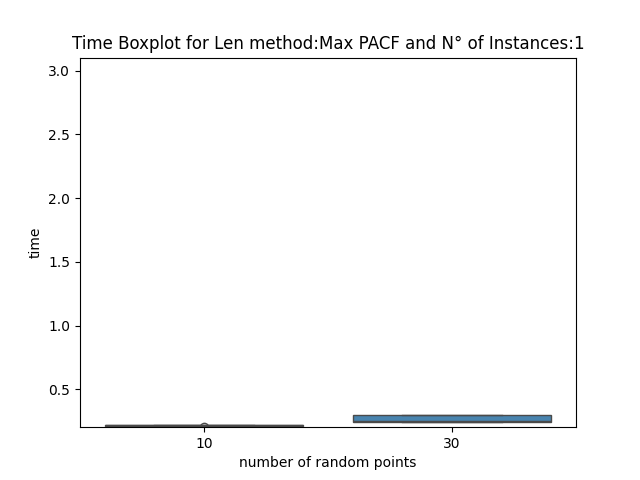 Time Boxplot for Len method:Max PACF and N° of Instances:1
3.0
2.5
2.0
1.5
1.0
0.5
time
10 30
number of random points